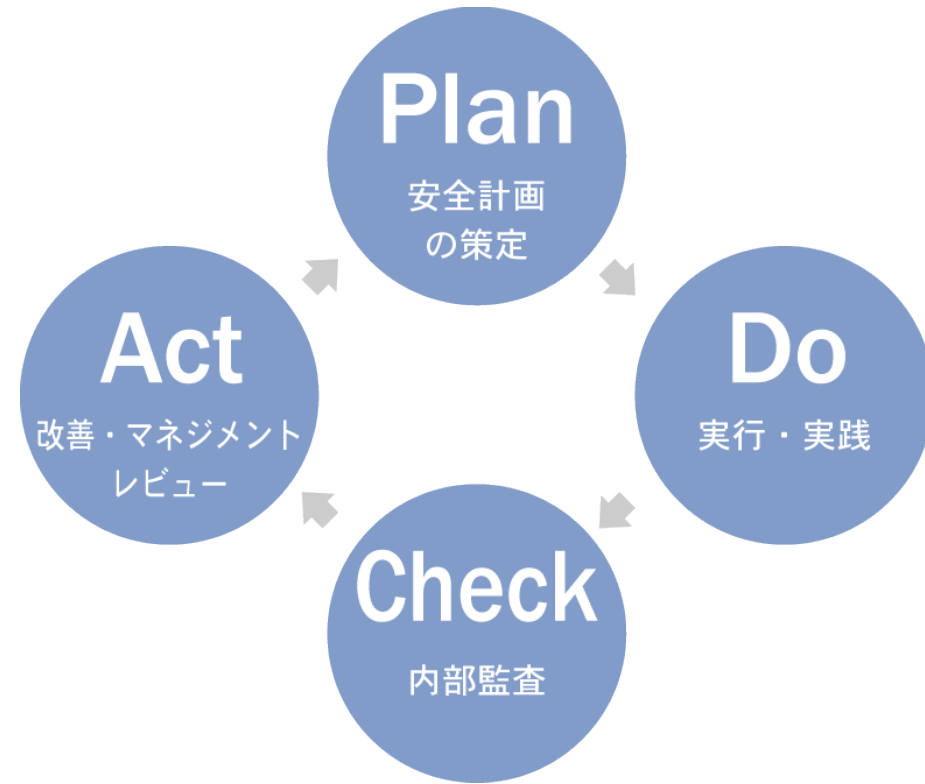 Plan
安全計画
の策定
Do
実行・実践
Check
内部監査
Act
改善・マネジメント
レビュー